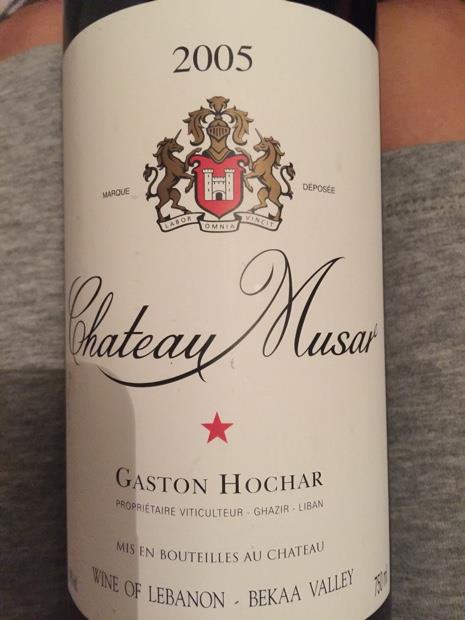 2005
MARQUE DÉPOSÉE
LABOR OMNIA VINCIT
Chateau Musar
GASTON HOCHAR
PROPRIÉTAIRE VITICULTEUR - GHAZIR - LIBAN
MIS EN BOUTEILLES AU CHATEAU
WINE OF LEBANON - BEKAA VALLEY
750